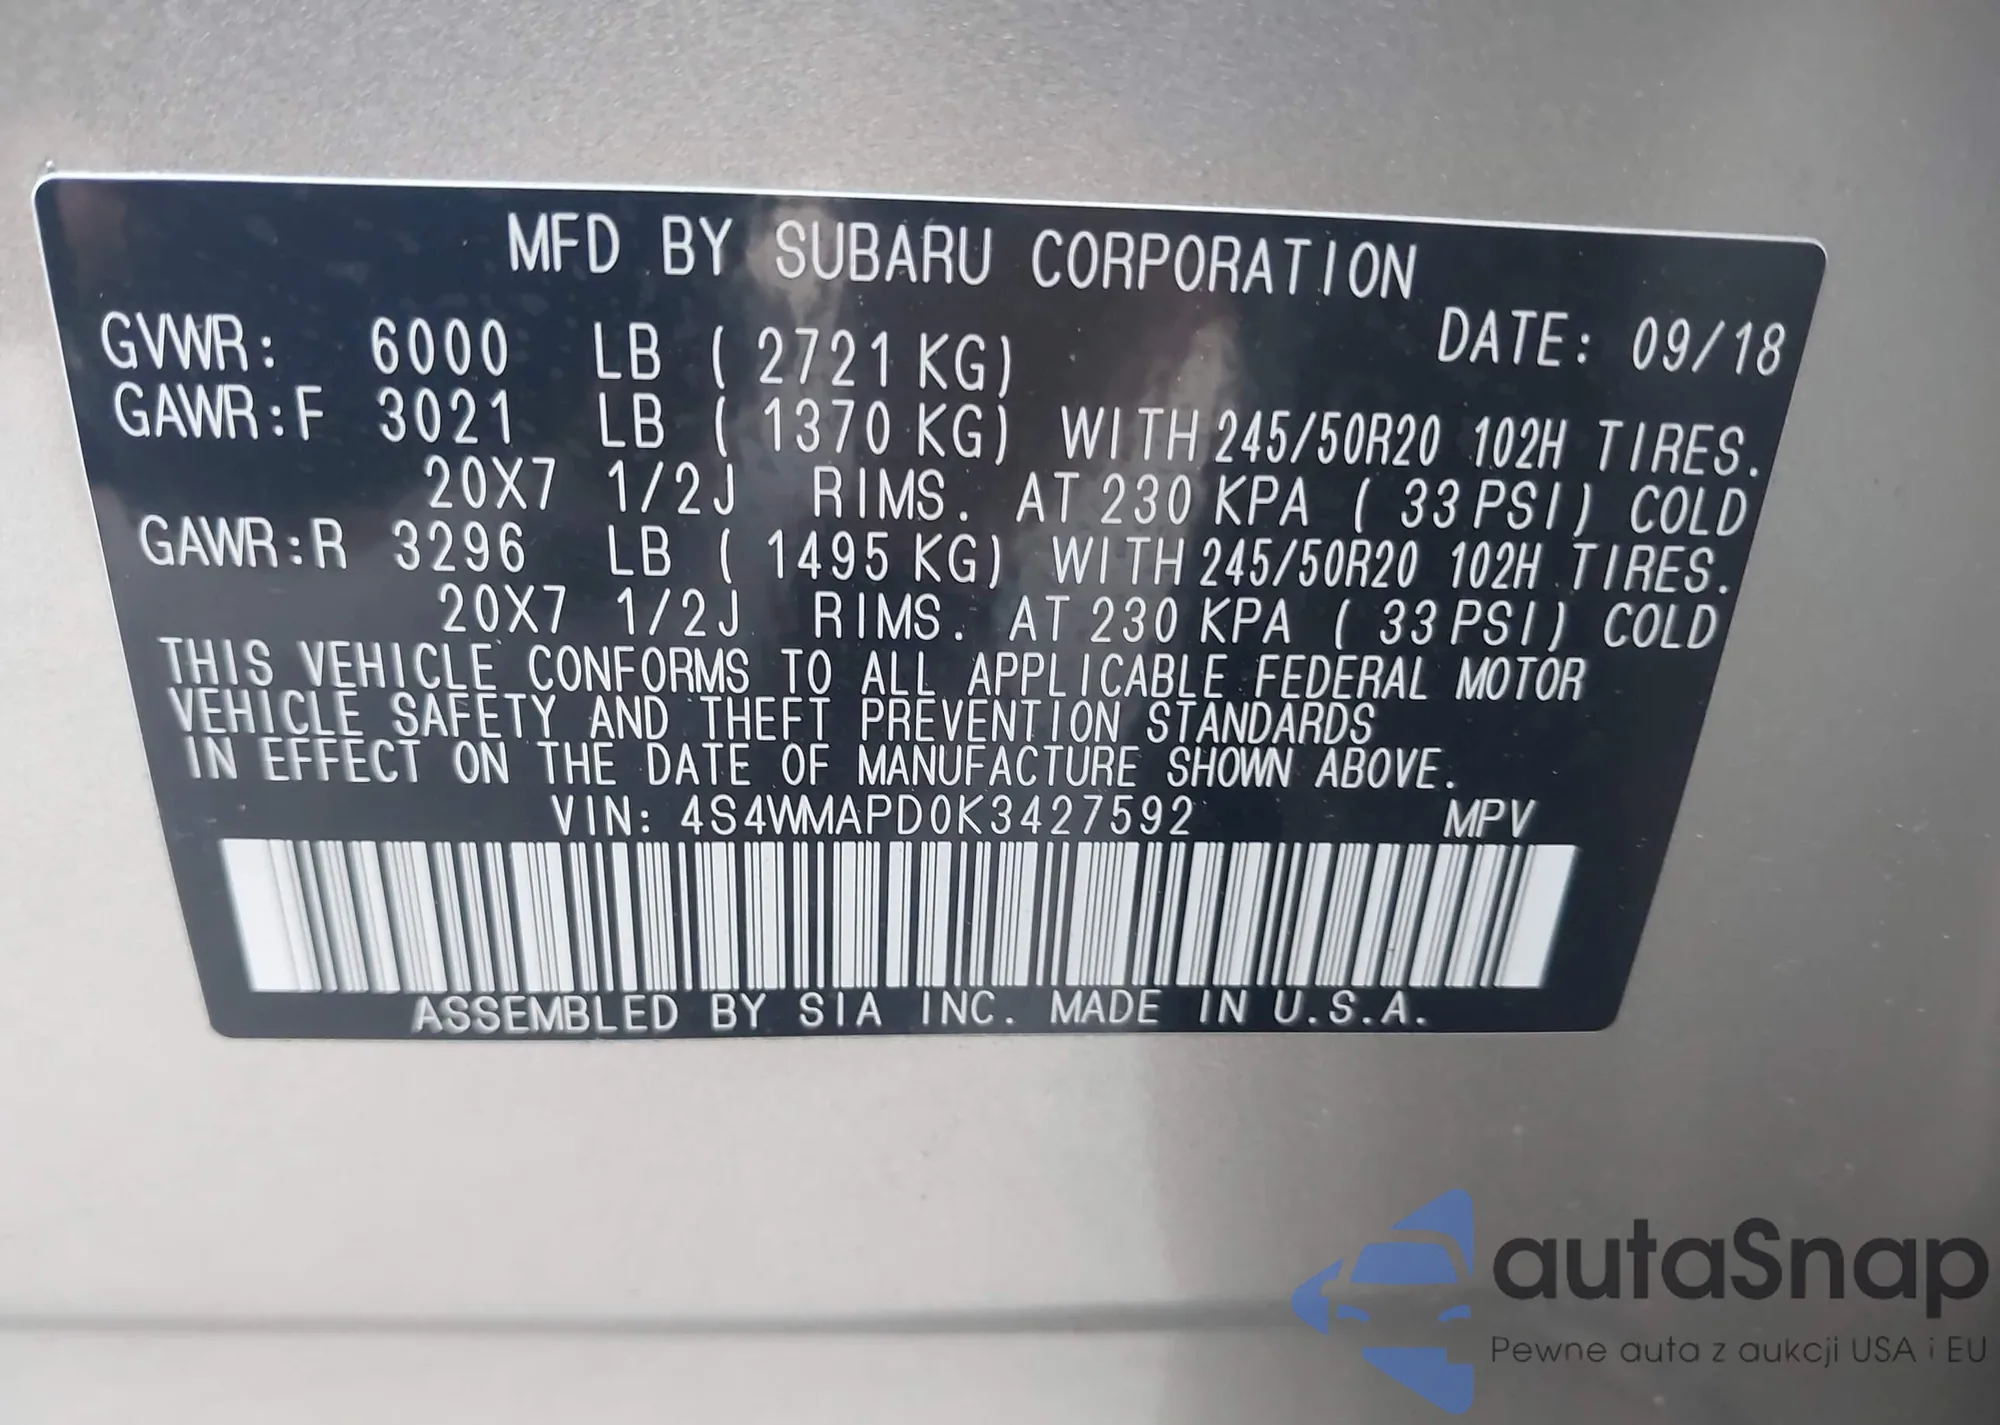 MFD BY SUBARU CORPORATION
GVWR: 6000 LB ( 2721 KG) DATE: 09/18
GAWR:F 3021 LB ( 1370 KG) WITH 245/50R20 102H TIRES.
20X7 1/2J RIMS. AT 230 KPA ( 33 PSI) COLD
GAWR:R 3296 LB ( 1495 KG) WITH 245/50R20 102H TIRES.
20X7 1/2J RIMS. AT 230 KPA ( 33 PSI) COLD
THIS VEHICLE CONFORMS TO ALL APPLICABLE FEDERAL MOTOR
VEHICLE SAFETY AND THEFT PREVENTION STANDARDS
IN EFFECT ON THE DATE OF MANUFACTURE SHOWN ABOVE.
VIN: 4S4WMAPD0K3427592 MPV
ASSEMBLED BY SIA INC. MADE IN U.S.A.
autaSnap
Pewne auta z aukcji USA i EU